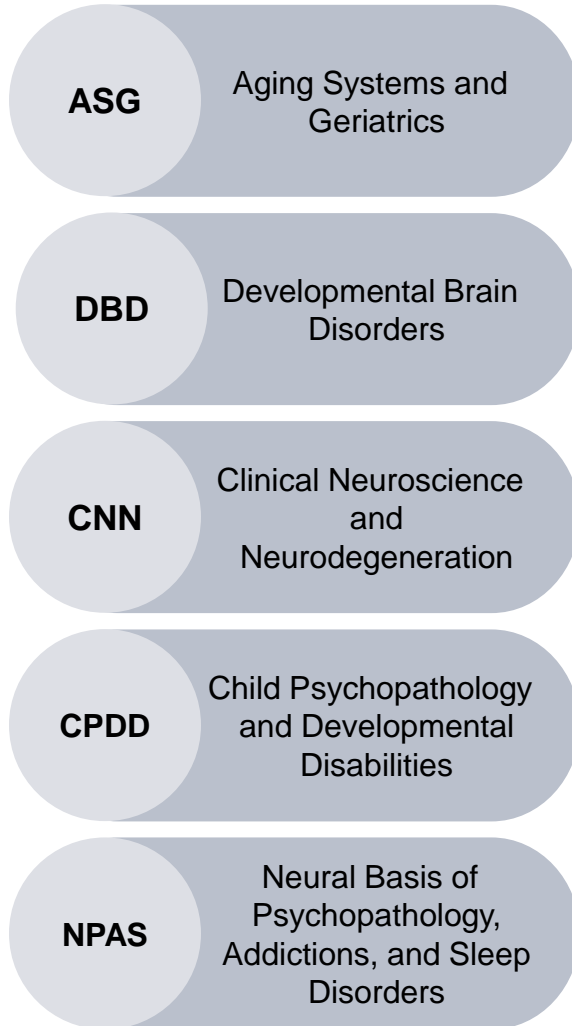 ASG
Aging Systems and
Geriatrics
DBD
Developmental Brain
Disorders
CNN
Clinical Neuroscience
and
Neurodegeneration
CPDD
Child Psychopathology
and Developmental
Disabilities
NPAS
Neural Basis of
Psychopathology,
Addictions, and Sleep
Disorders